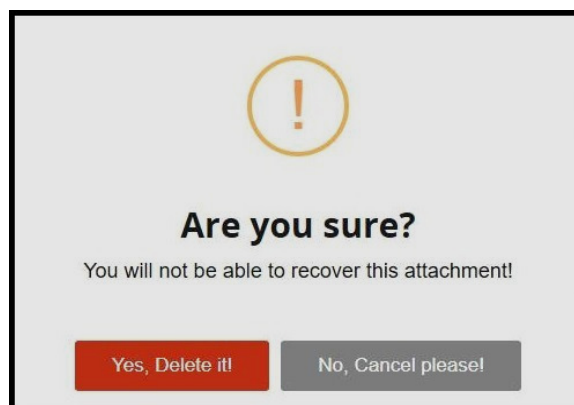 !
Are you sure?
You will not be able to recover this attachment!
Yes, Delete it!
No, Cancel please!